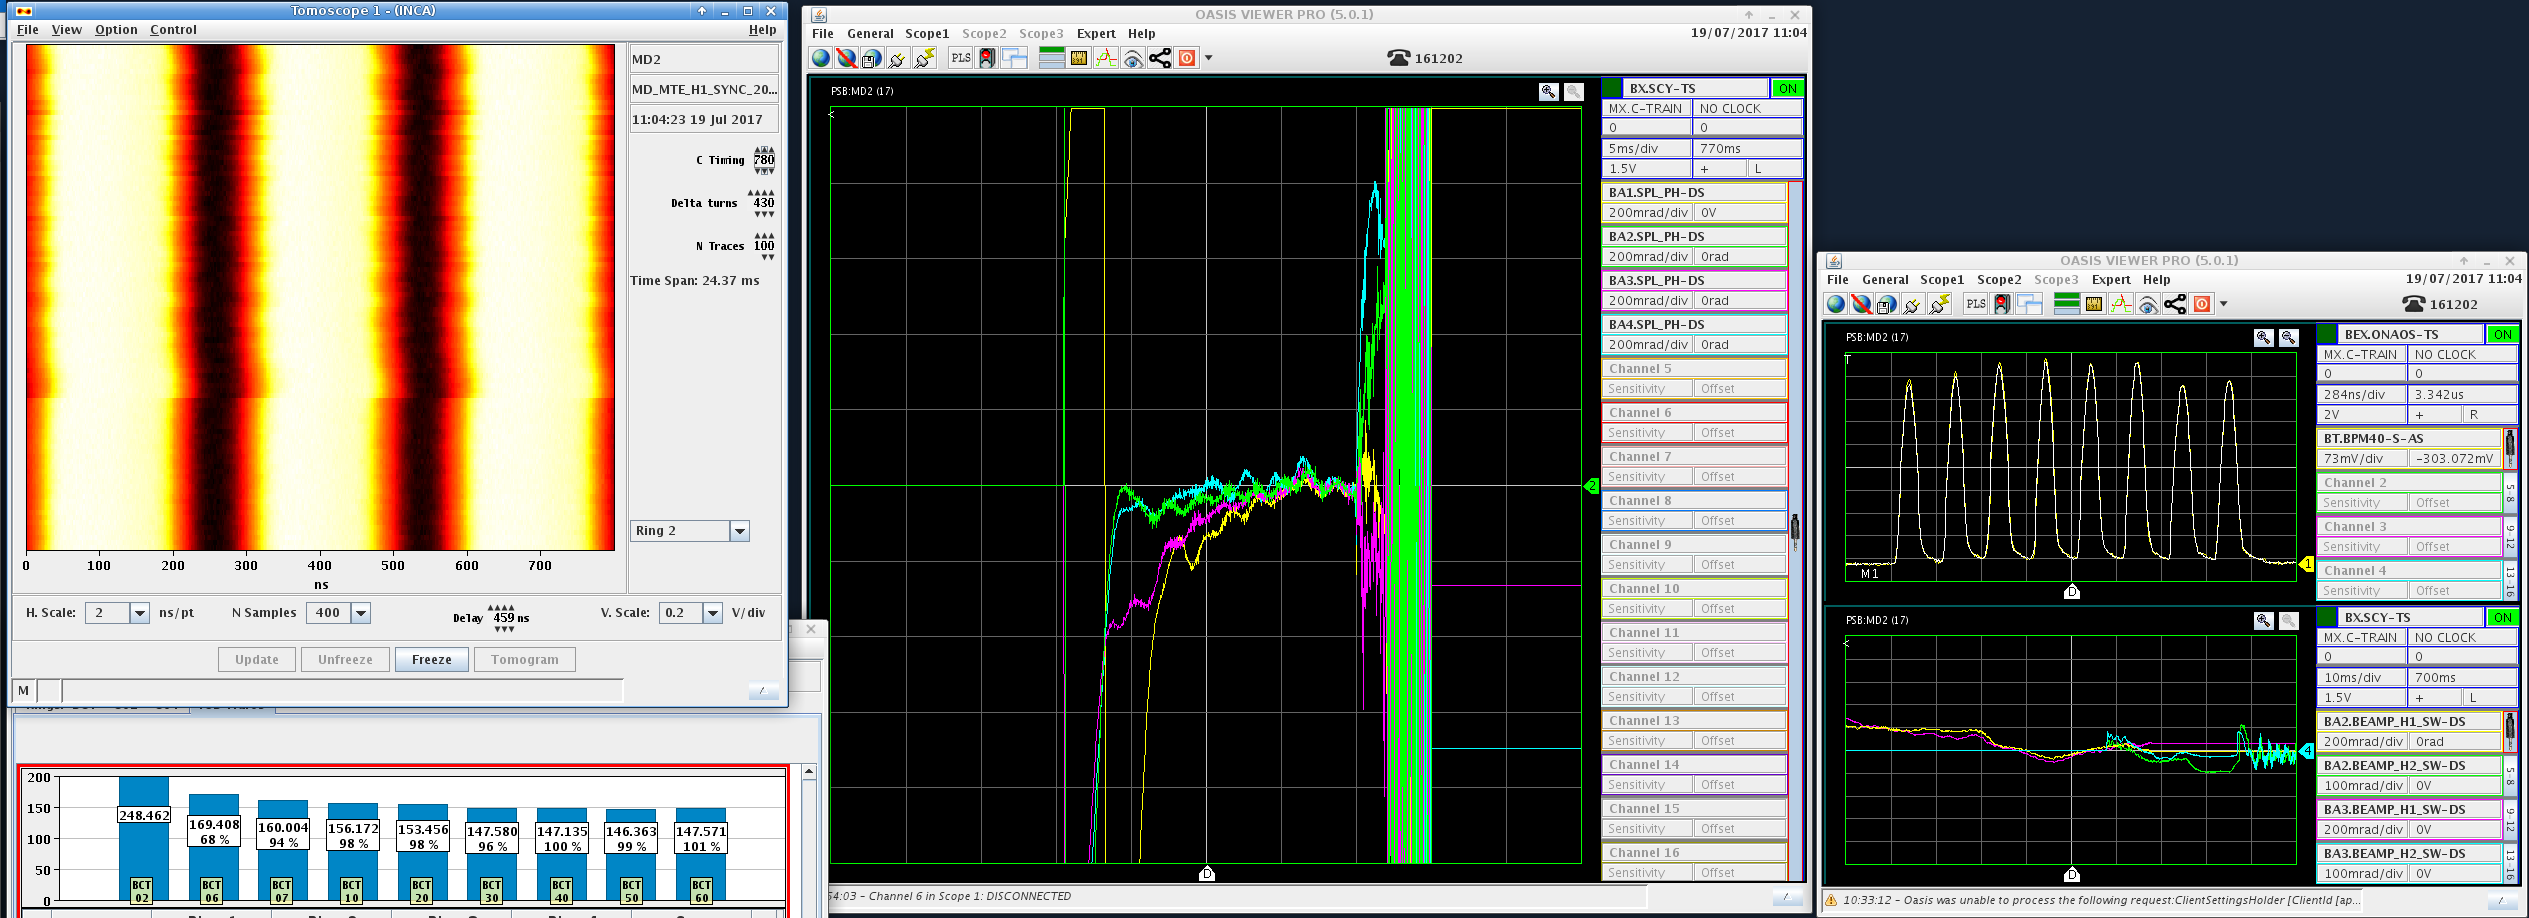 Tomoscope 1 - (INCA)
File View Option Control Help
MD2
MD_MTE_H1_SYNC_20...
11:04:23 19 Jul 2017
C Timing 780
Delta turns 430
N Traces 100
Time Span: 24.37 ms
Ring 2
0 100 200 300 400 500 600 700
ns
H. Scale: 2 ns/pt N Samples 400 Delay 459 ns V. Scale: 0.2 V/div
Update Unfreeze Freeze Tomogram
M
200
150
100
50
0
248.462
169.408
68 %
160.004
94 %
156.172
98 %
153.456
98 %
147.580
96 %
147.135
100 %
146.363
99 %
147.571
101 %
BCT 02
BCT 06
BCT 07
BCT 10
BCT 20
BCT 30
BCT 40
BCT 50
BCT 60
OASIS VIEWER PRO (5.0.1)
File General Scope1 Scope2 Scope3 Expert Help
19/07/2017 11:04
PLS
161202
PSB:MD2 (17)
2
D
BX.SCY-TS ON
MX.C-TRAIN NO CLOCK
0 0
5ms/div 770ms
1.5V + L
BA1.SPL_PH-DS
200mrad/div 0V
BA2.SPL_PH-DS
200mrad/div 0rad
BA3.SPL_PH-DS
200mrad/div 0rad
BA4.SPL_PH-DS
200mrad/div 0rad
Channel 5
Sensitivity Offset
Channel 6
Sensitivity Offset
Channel 7
Sensitivity Offset
Channel 8
Sensitivity Offset
Channel 9
Sensitivity Offset
Channel 10
Sensitivity Offset
Channel 11
Sensitivity Offset
Channel 12
Sensitivity Offset
Channel 13
Sensitivity Offset
Channel 14
Sensitivity Offset
Channel 15
Sensitivity Offset
Channel 16
Sensitivity Offset
54:03 - Channel 6 in Scope 1: DISCONNECTED
OASIS VIEWER PRO (5.0.1)
File General Scope1 Scope2 Scope3 Expert Help
19/07/2017 11:04
PLS
161202
PSB:MD2 (17)
T
M1
1
D
BEX.ONAOS-TS ON
MX.C-TRAIN NO CLOCK
0 0
284ns/div 3.342us
2V + R
BT.BPM40-S-AS
73mV/div -303.072mV
Channel 2
Sensitivity Offset
Channel 3
Sensitivity Offset
Channel 4
Sensitivity Offset
5-8
9-12
13-16
PSB:MD2 (17)
4
D
BX.SCY-TS ON
MX.C-TRAIN NO CLOCK
0 0
10ms/div 700ms
1.5V + L
BA2.BEAMP_H1_SW-DS
200mrad/div 0rad
BA2.BEAMP_H2_SW-DS
100mrad/div 0V
BA3.BEAMP_H1_SW-DS
200mrad/div 0V
BA3.BEAMP_H2_SW-DS
100mrad/div 0V
5-8
9-12
13-16
10:33:12 - Oasis was unable to process the following request:ClientSettingsHolder [ClientId [ap...